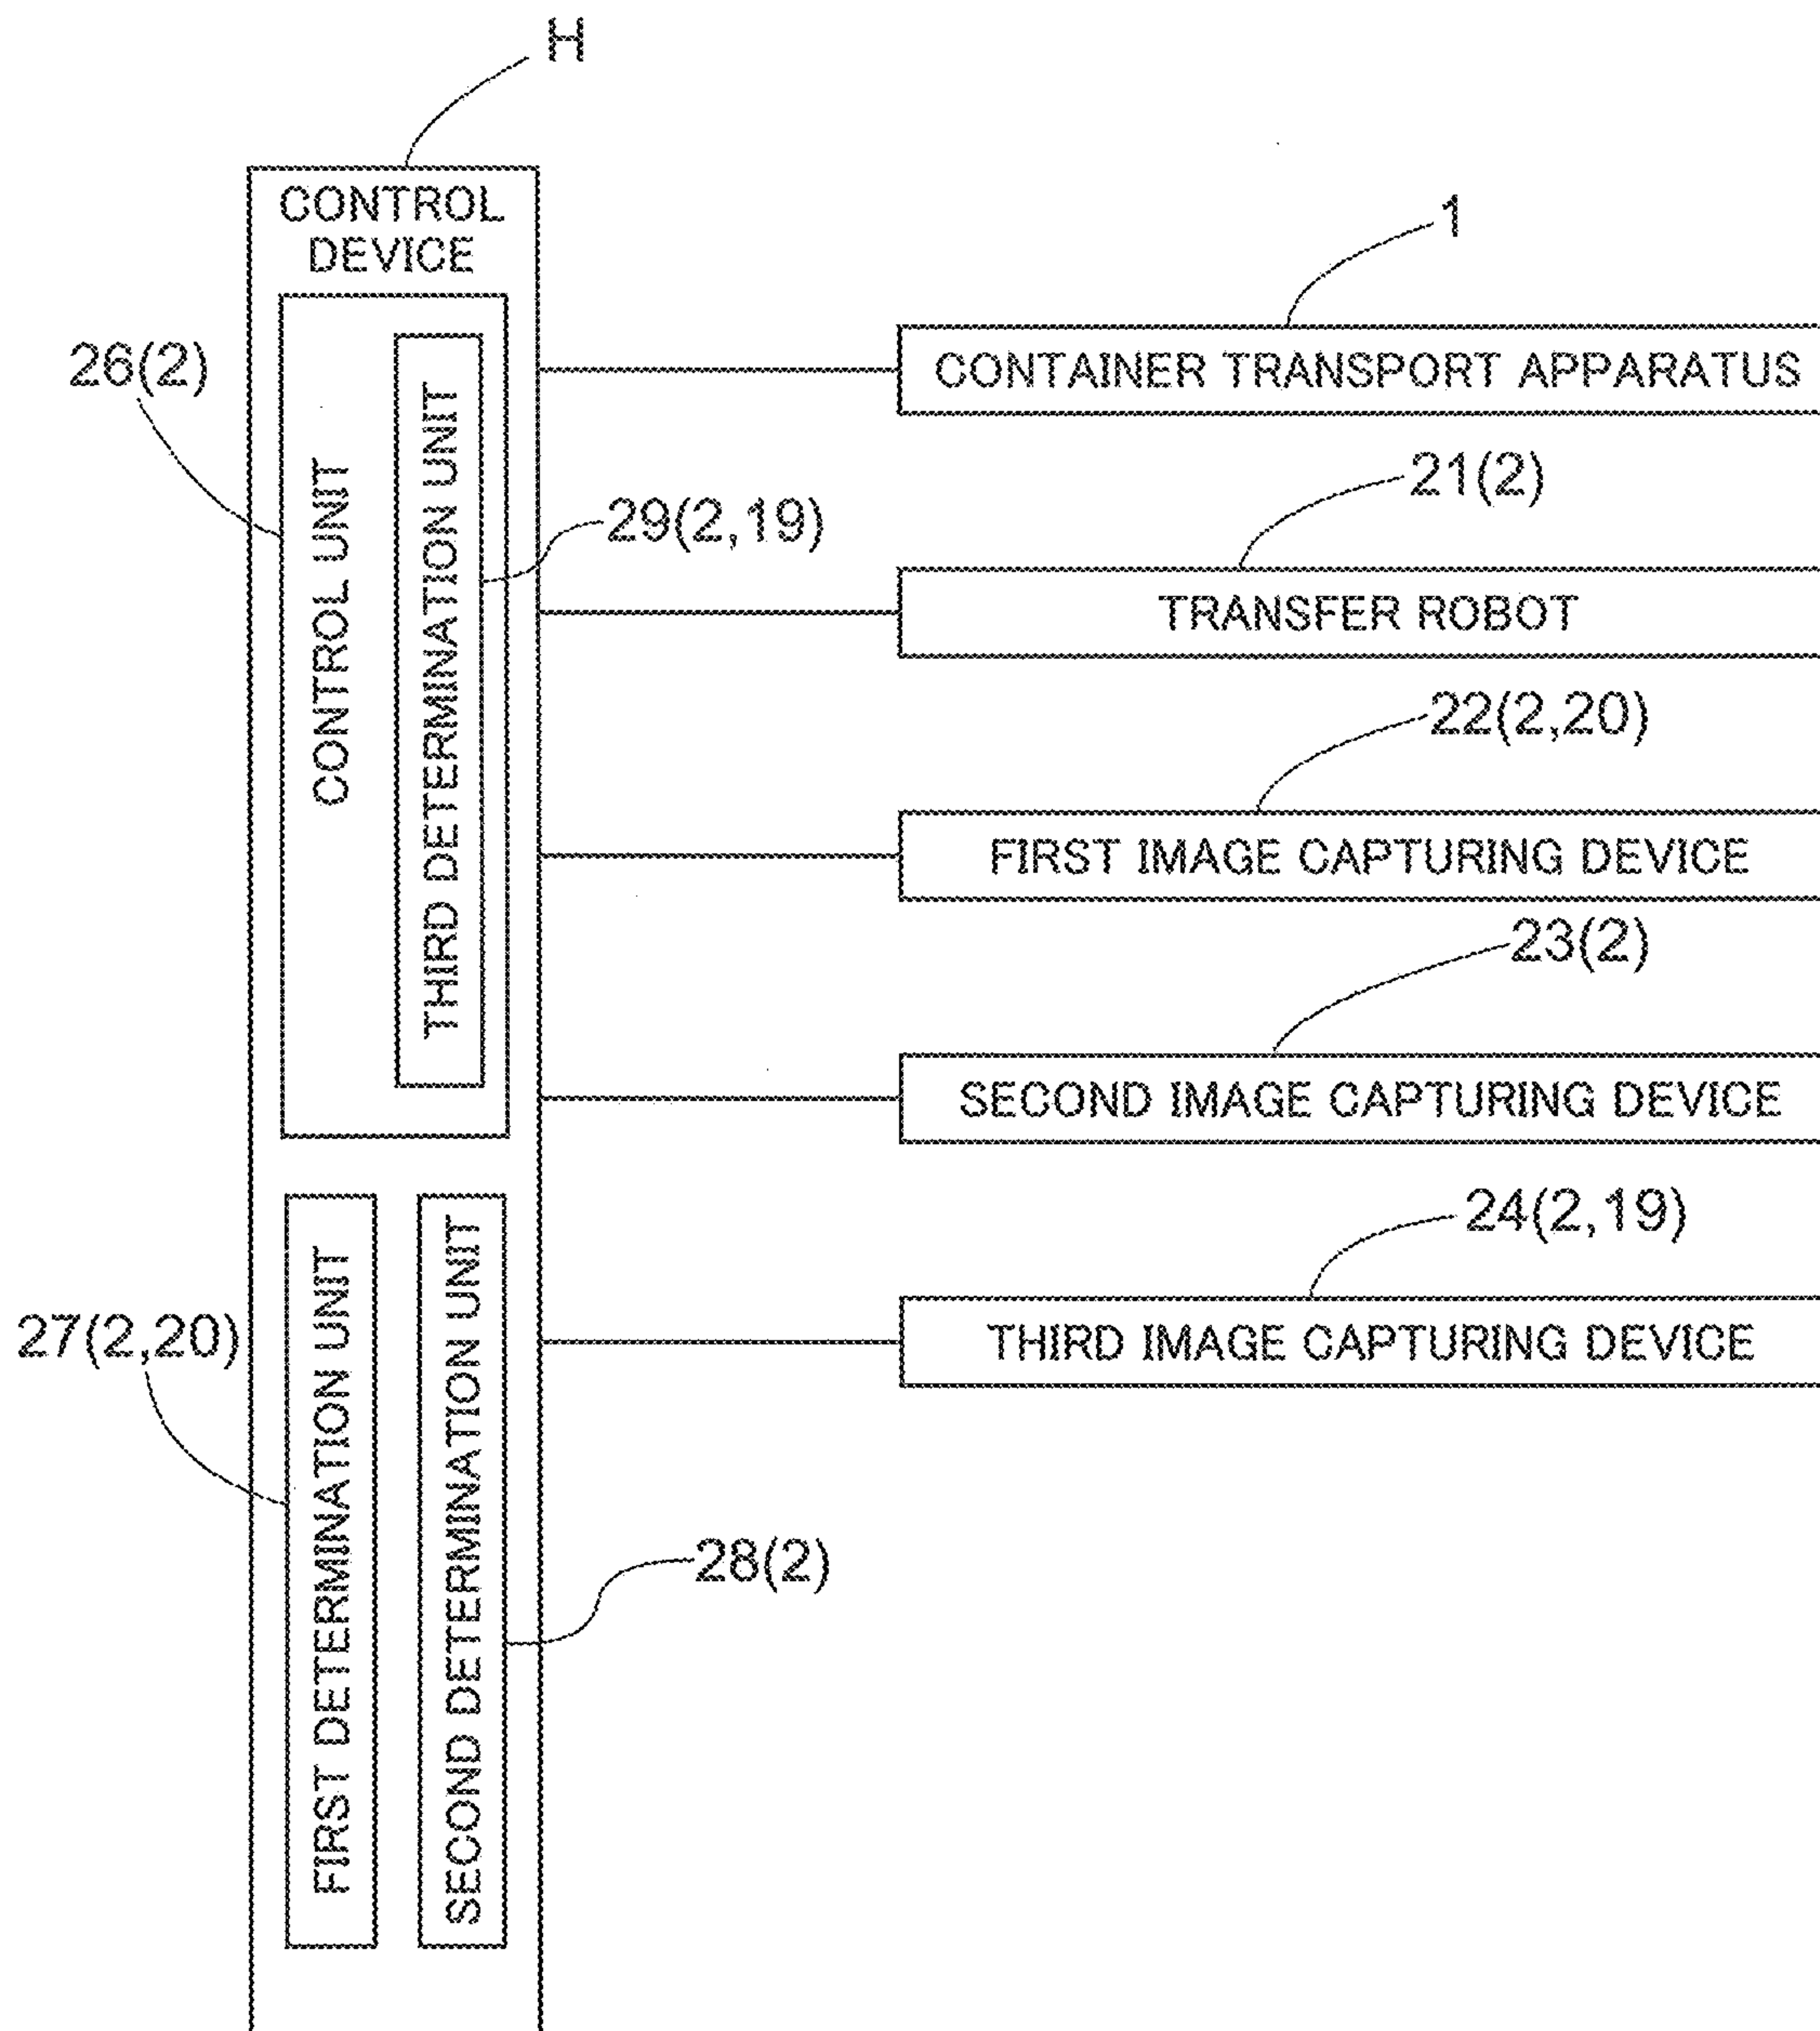 H
CONTROL
DEVICE
1
26(2)
CONTROL UNIT
THIRD DETERMINATION UNIT
29(2,19)
CONTAINER TRANSPORT APPARATUS
21(2)
TRANSFER ROBOT
22(2,20)
FIRST IMAGE CAPTURING DEVICE
23(2)
SECOND IMAGE CAPTURING DEVICE
24(2,19)
THIRD IMAGE CAPTURING DEVICE
27(2,20)
FIRST DETERMINATION UNIT
SECOND DETERMINATION UNIT
28(2)